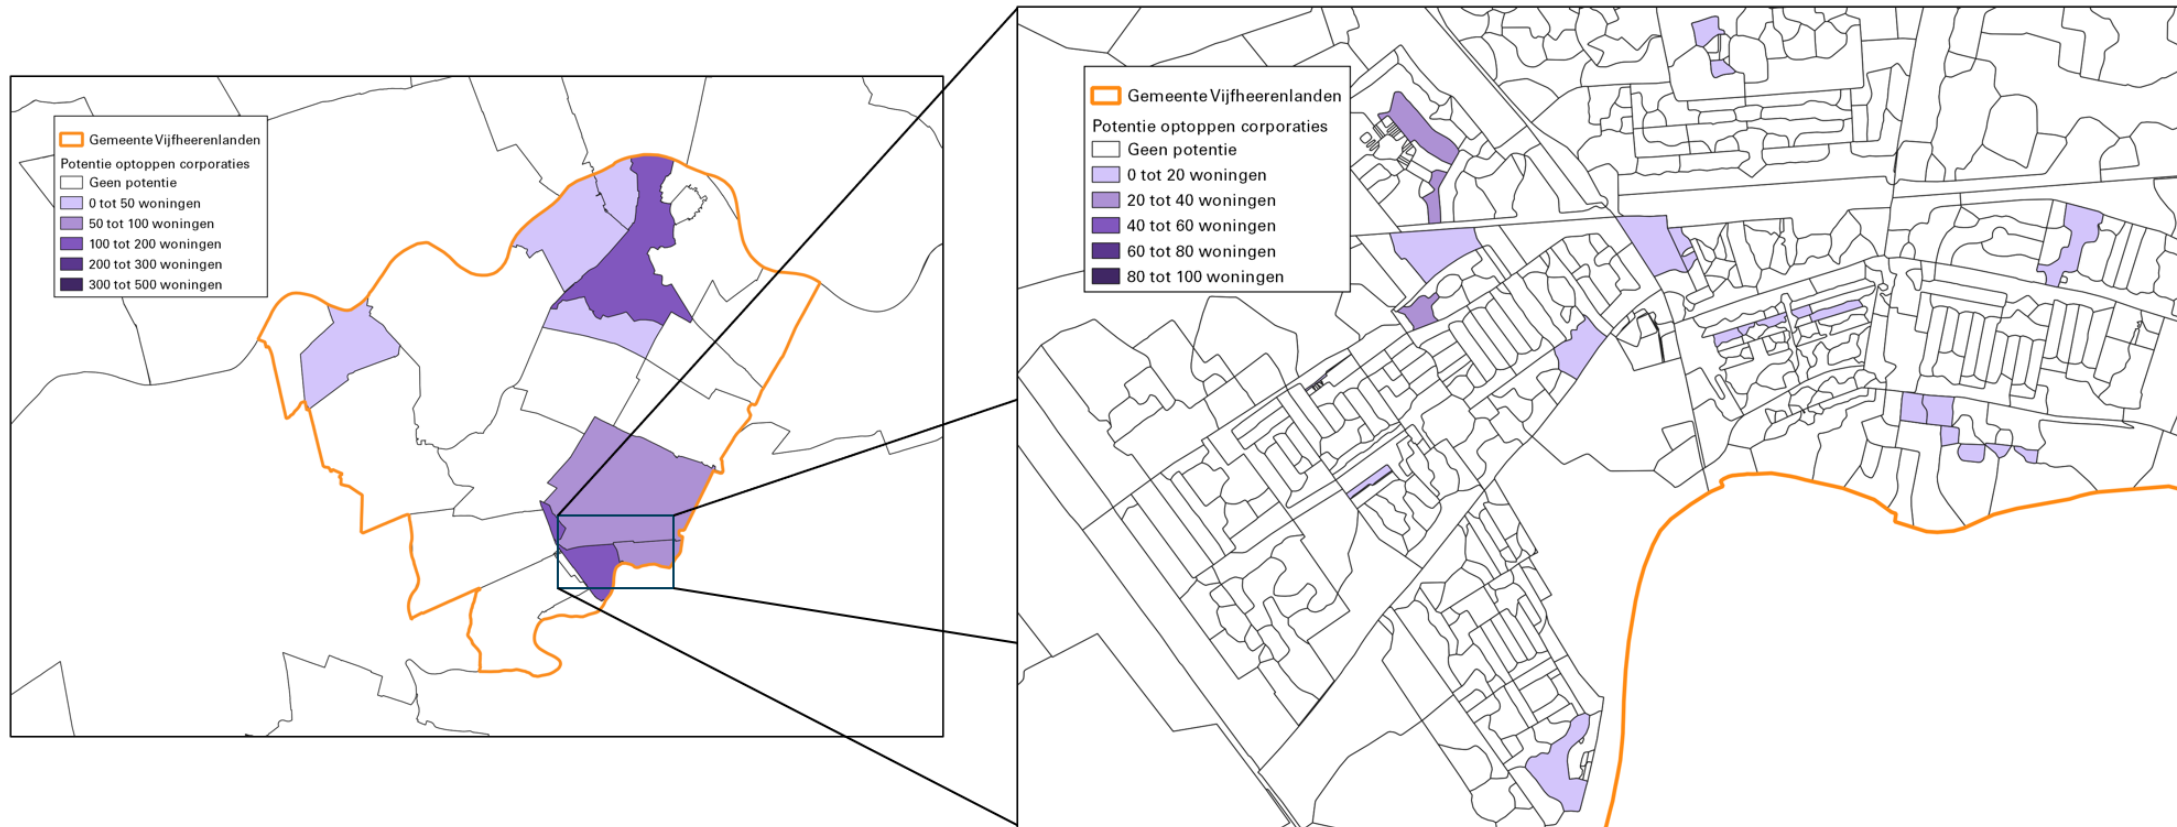 Gemeente Vijfheerenlanden
Potentie optoppen corporaties
Geen potentie
0 tot 50 woningen
50 tot 100 woningen
100 tot 200 woningen
200 tot 300 woningen
300 tot 500 woningen
Gemeente Vijfheerenlanden
Potentie optoppen corporaties
Geen potentie
0 tot 20 woningen
20 tot 40 woningen
40 tot 60 woningen
60 tot 80 woningen
80 tot 100 woningen